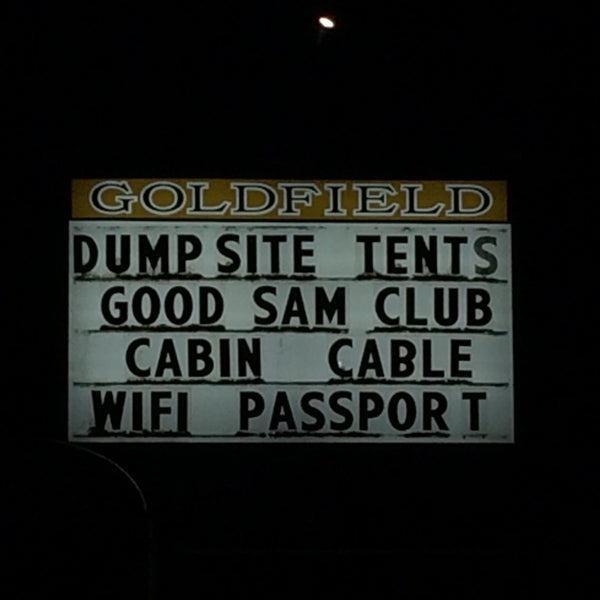 GOLDFIELD
DUMP SITE TENTS
GOOD SAM CLUB
CABIN CABLE
WIFI PASSPORT